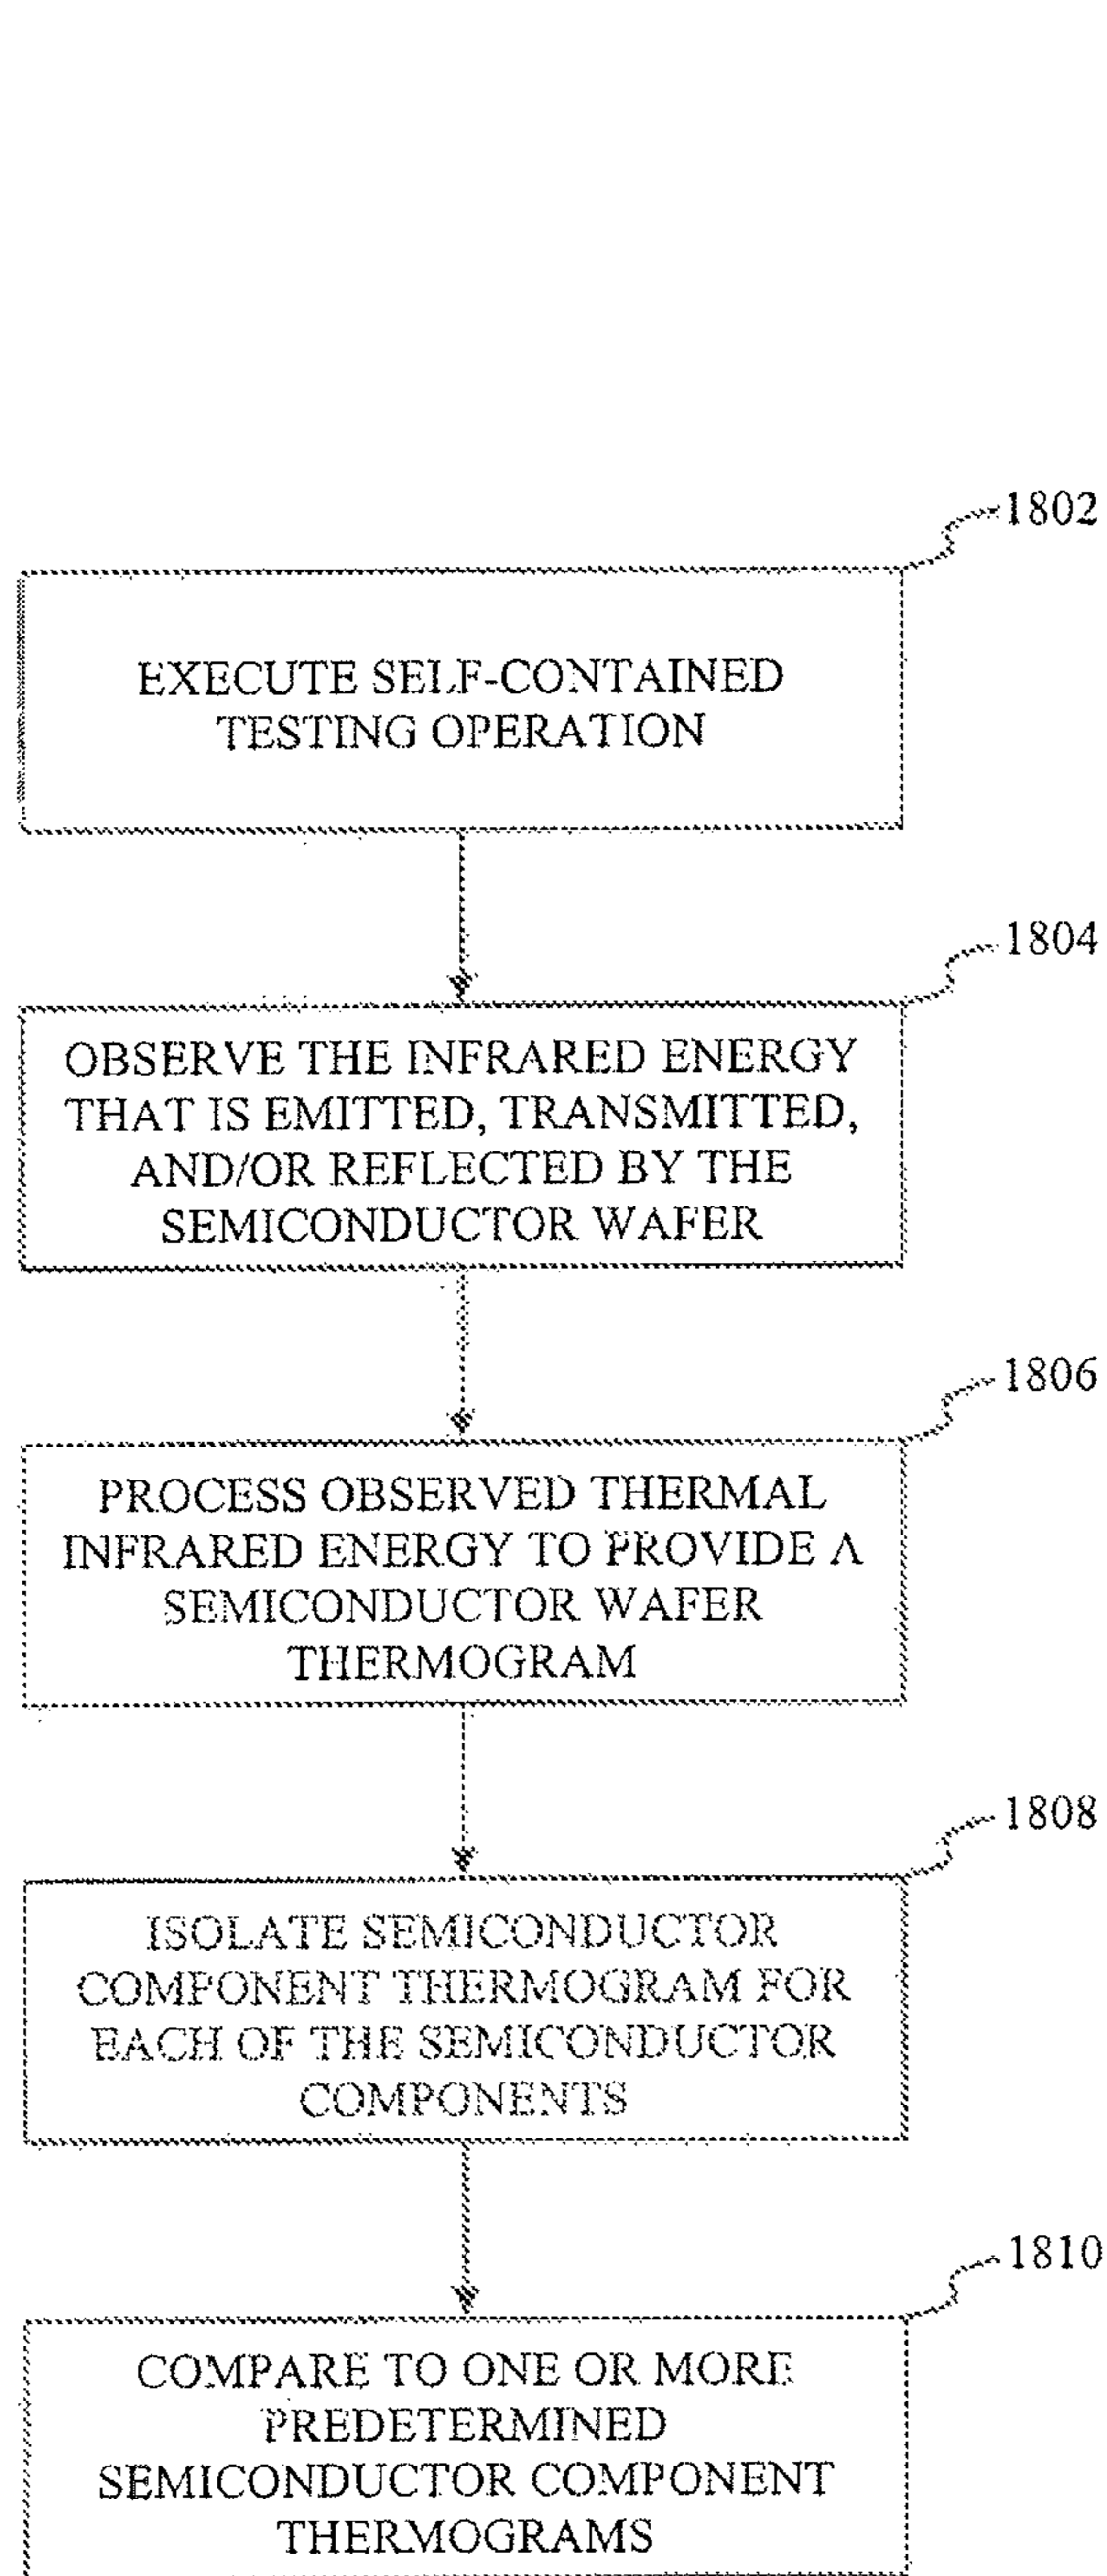 1802
EXECUTE SELF-CONTAINED
TESTING OPERATION
1804
OBSERVE THE INFRARED ENERGY
THAT IS EMITTED, TRANSMITTED,
AND/OR REFLECTED BY THE
SEMICONDUCTOR WAFER
1806
PROCESS OBSERVED THERMAL
INFRARED ENERGY TO PROVIDE A
SEMICONDUCTOR WAFER
THERMOGRAM
1808
ISOLATE SEMICONDUCTOR
COMPONENT THERMOGRAM FOR
EACH OF THE SEMICONDUCTOR
COMPONENTS
1810
COMPARE TO ONE OR MORE
PREDETERMINED
SEMICONDUCTOR COMPONENT
THERMOGRAMS